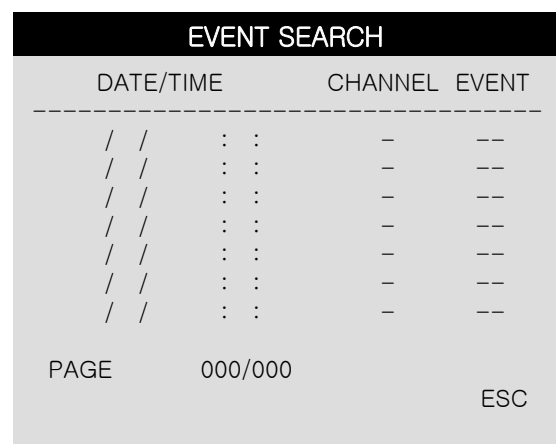 EVENT SEARCH
DATE/TIME CHANNEL EVENT
----------------------------------
/ / : : - --
/ / : : - --
/ / : : - --
/ / : : - --
/ / : : - --
/ / : : - --
/ / : : - --
PAGE 000/000
ESC